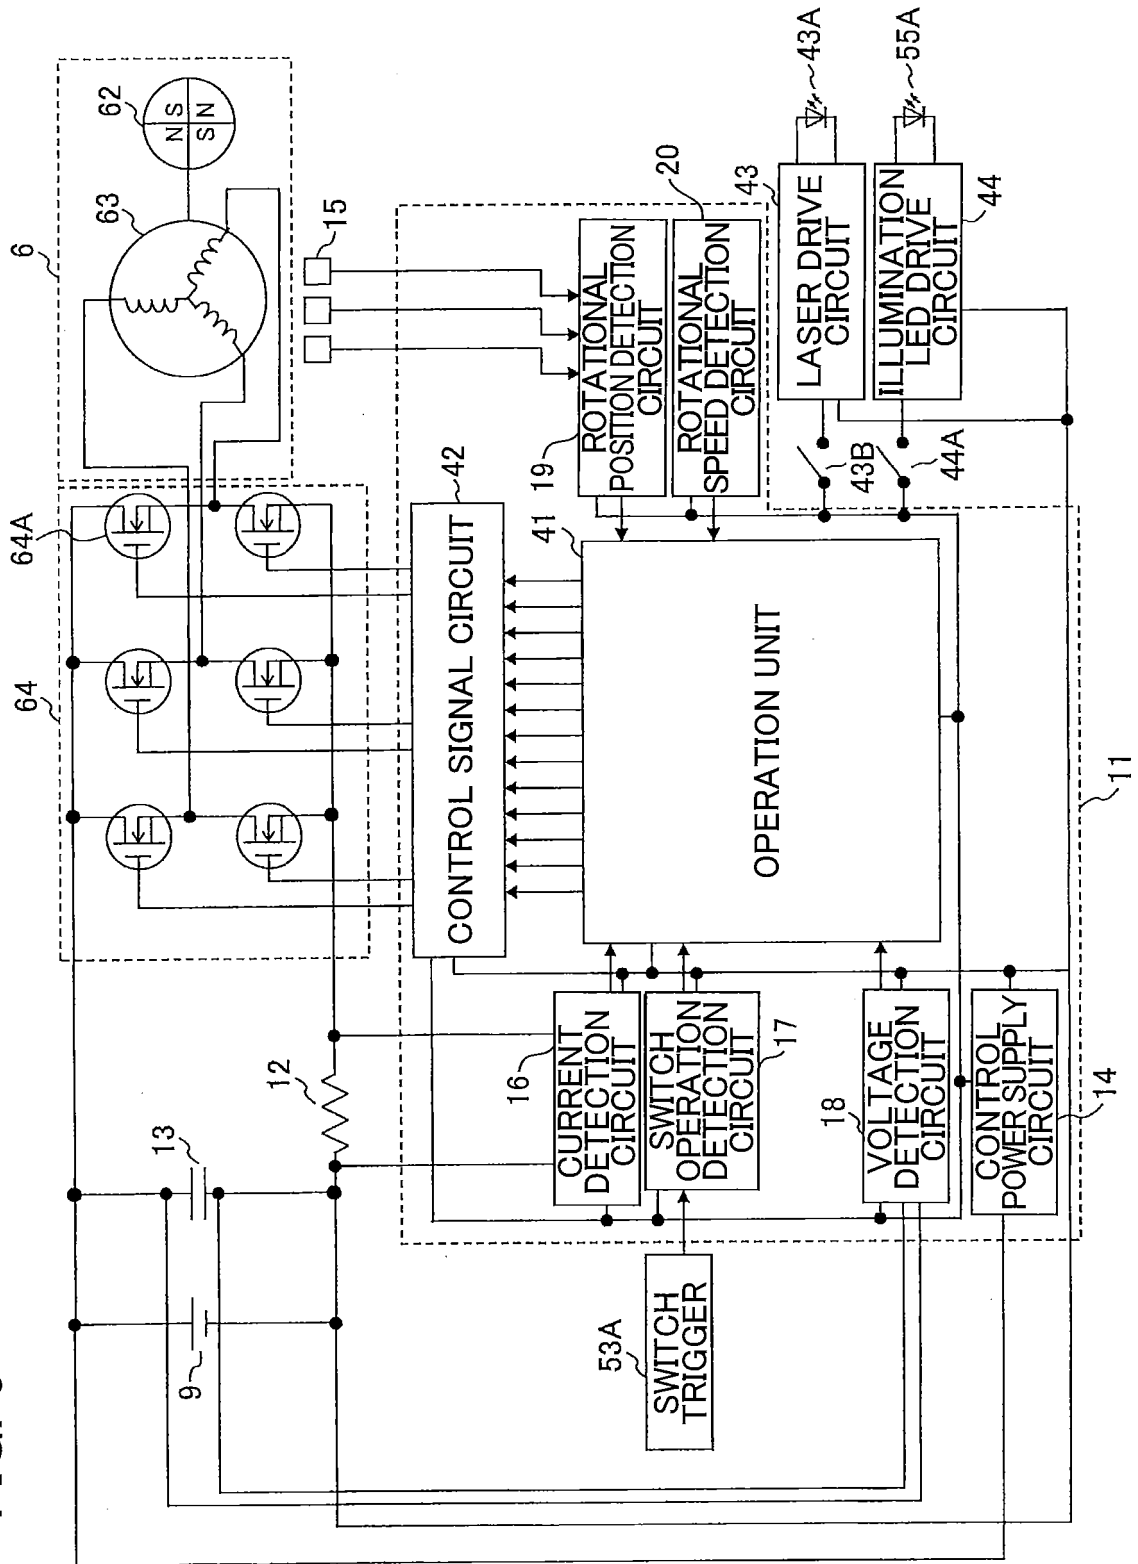 6
64
64A
63
62
N S
S N
9
13
12
15
42
CONTROL SIGNAL CIRCUIT
16
CURRENT
DETECTION
CIRCUIT
53A
SWITCH
TRIGGER
SWITCH
OPERATION
DETECTION
CIRCUIT
17
41
OPERATION UNIT
19
ROTATIONAL
POSITION DETECTION
CIRCUIT
20
ROTATIONAL
SPEED DETECTION
CIRCUIT
18
VOLTAGE
DETECTION
CIRCUIT
43
LASER DRIVE
CIRCUIT
43A
43B
ILLUMINATION
LED DRIVE
CIRCUIT
55A
44A
44
CONTROL
POWER SUPPLY
CIRCUIT
14
11